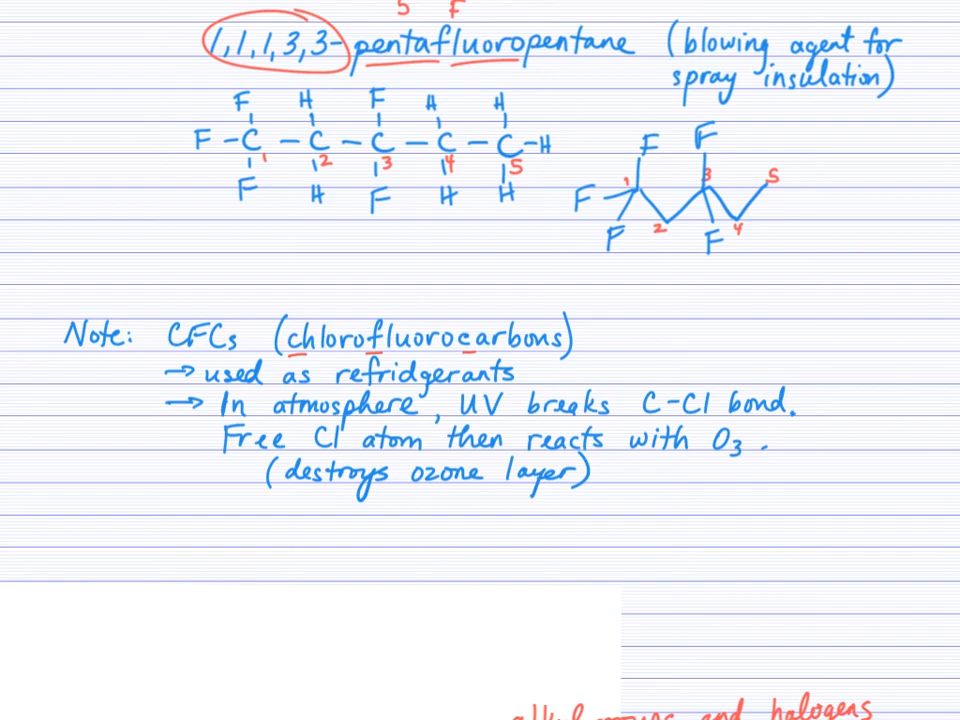 5 F
1,1,1,3,3-pentafluoropentane (blowing agent for
spray insulation)
F H F H H
F-C-C-C-C-C-H
1 2 3 4 5
F H F H H
F F
F 1 3 5
F 2 F 4
Note: CFCs (chlorofluorocarbons)
→ used as refridgerants
→ In atmosphere, UV breaks C-Cl bond.
Free Cl atom then reacts with O3.
(destroys ozone layer)
and halogens